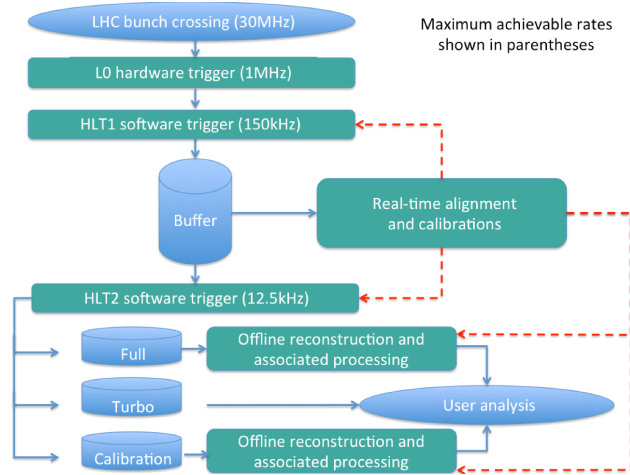 LHC bunch crossing (30MHz)
Maximum achievable rates
shown in parentheses
L0 hardware trigger (1MHz)
HLT1 software trigger (150kHz)
Buffer
Real-time alignment
and calibrations
HLT2 software trigger (12.5kHz)
Full
Offline reconstruction and
associated processing
Turbo
User analysis
Calibration
Offline reconstruction and
associated processing